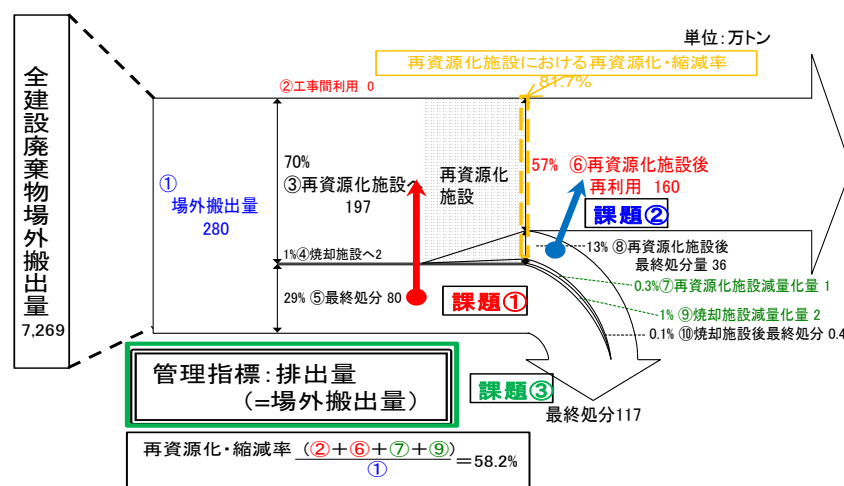 単位：万トン
再資源化施設における再資源化・縮減率
81.7%
全建設廃棄物場外搬出量
7,269
②工事間利用 0
①
場外搬出量
280
70%
③再資源化施設へ
197
再資源化
施設
57% ⑥再資源化施設後
再利用 160
課題②
1%④焼却施設へ2
13% ⑧再資源化施設後
最終処分量 36
0.3%⑦再資源化施設減量化量 1
29% ⑤最終処分 80
課題①
1% ⑨焼却施設減量化量 2
0.1% ⑩焼却施設後最終処分 0.4
管理指標：排出量
(=場外搬出量）
課題③
最終処分117
再資源化・縮減率 (②+⑥+⑦+⑨)
①
＝58.2%